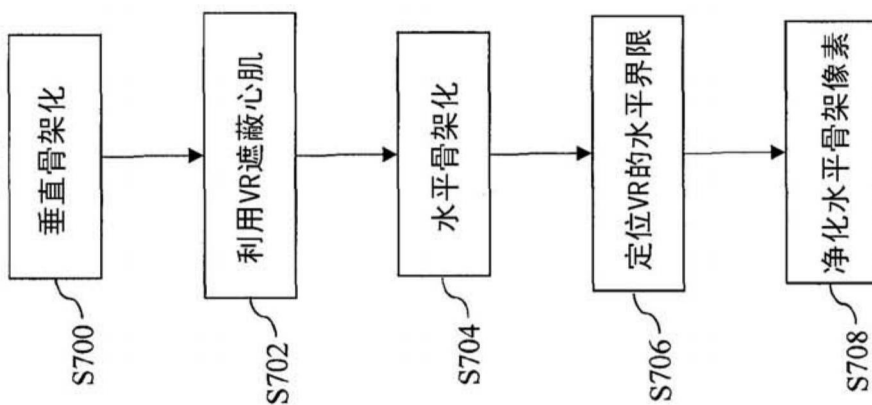 垂直骨架化
S700
利用VR遮蔽心肌
S702
水平骨架化
S704
定位VR的水平界限
S706
净化水平骨架像素
S708